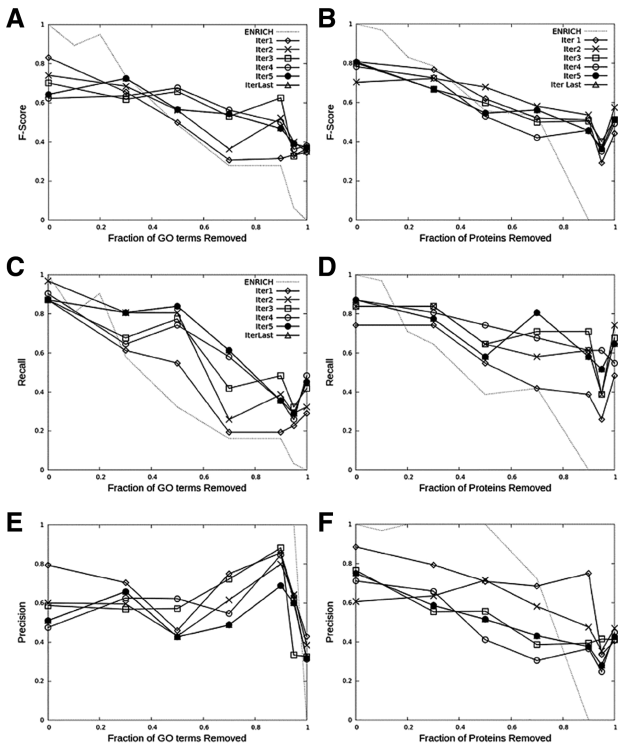 A
F-Score
1
0.8
0.6
0.4
0.2
0
ENRICH
Iter1
Iter2
Iter3
Iter4
Iter5
IterLast
0 0.2 0.4 0.6 0.8 1
Fraction of GO terms Removed
B
F-Score
1
0.8
0.6
0.4
0.2
0
ENRICH
Iter 1
Iter2
Iter3
Iter4
Iter5
Iter Last
0 0.2 0.4 0.6 0.8 1
Fraction of Proteins Removed
C
Recall
1
0.8
0.6
0.4
0.2
0
ENRICH
Iter1
Iter2
Iter3
Iter4
Iter5
IterLast
0 0.2 0.4 0.6 0.8 1
Fraction of GO terms Removed
D
Recall
1
0.8
0.6
0.4
0.2
0
0 0.2 0.4 0.6 0.8 1
Fraction of Proteins Removed
E
Precision
1
0.8
0.6
0.4
0.2
0
0 0.2 0.4 0.6 0.8 1
Fraction of GO terms Removed
F
Precision
1
0.8
0.6
0.4
0.2
0
0 0.2 0.4 0.6 0.8 1
Fraction of Proteins Removed